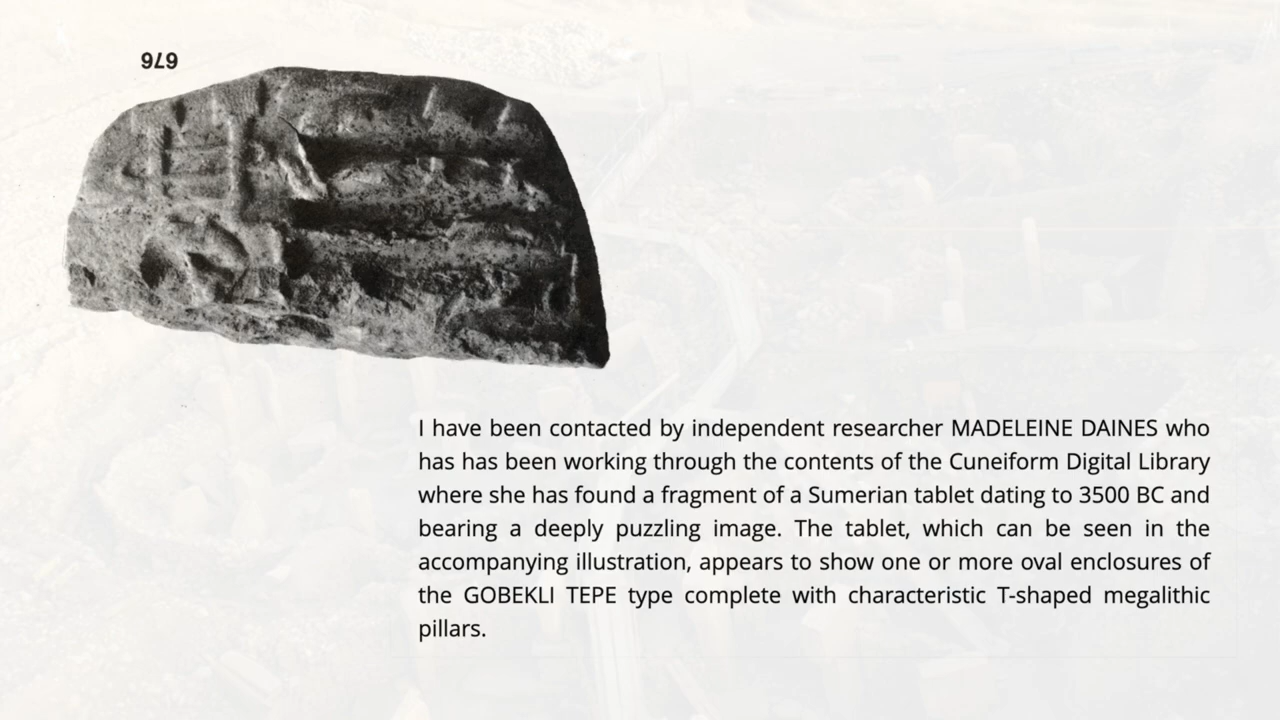 676
I have been contacted by independent researcher MADELEINE DAINES who
has has been working through the contents of the Cuneiform Digital Library
where she has found a fragment of a Sumerian tablet dating to 3500 BC and
bearing a deeply puzzling image. The tablet, which can be seen in the
accompanying illustration, appears to show one or more oval enclosures of
the GOBEKLI TEPE type complete with characteristic T-shaped megalithic
pillars.